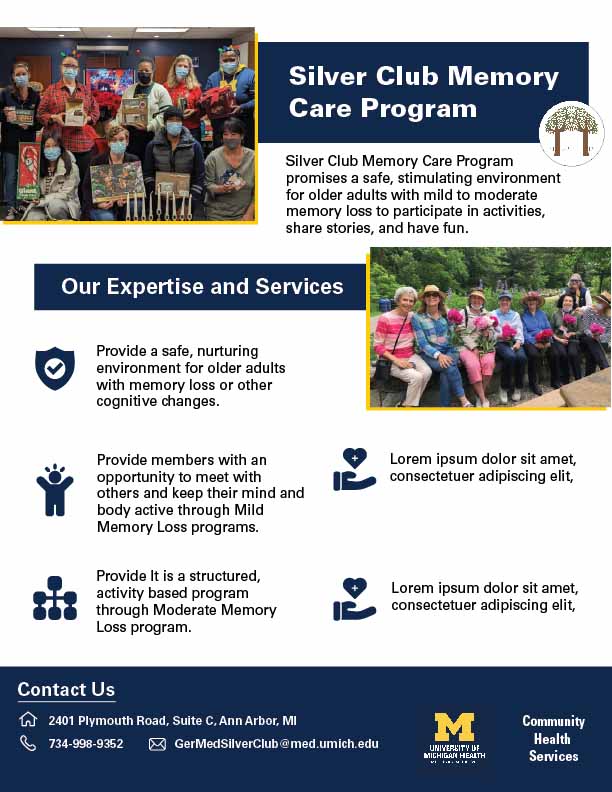 Silver Club Memory
Care Program
Silver Club Memory Care Program
promises a safe, stimulating environment
for older adults with mild to moderate
memory loss to participate in activities,
share stories, and have fun.
Our Expertise and Services
Provide a safe, nurturing
environment for older adults
with memory loss or other
cognitive changes.
Provide members with an
opportunity to meet with
others and keep their mind and
body active through Mild
Memory Loss programs.
Lorem ipsum dolor sit amet,
consectetuer adipiscing elit,
Provide It is a structured,
activity based program
through Moderate Memory
Loss program.
Lorem ipsum dolor sit amet,
consectetuer adipiscing elit,
Contact Us
2401 Plymouth Road, Suite C, Ann Arbor, MI
734-998-9352
GerMedSilverClub@med.umich.edu
M
UNIVERSITY OF
MICHIGAN HEALTH
Community
Health
Services